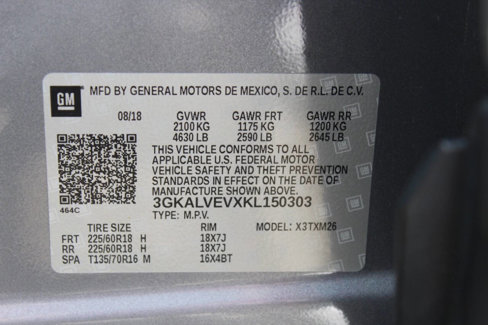 GM MFD BY GENERAL MOTORS DE MEXICO, S. DE R.L. DE C.V.
08/18 GVWR GAWR FRT GAWR RR
2100 KG 1175 KG 1200 KG
4630 LB 2590 LB 2645 LB
THIS VEHICLE CONFORMS TO ALL
APPLICABLE U.S. FEDERAL MOTOR
VEHICLE SAFETY AND THEFT PREVENTION
STANDARDS IN EFFECT ON THE DATE OF
MANUFACTURE SHOWN ABOVE.
464C 3GKALVEVXKL150303
TYPE: M.P.V.
TIRE SIZE RIM MODEL: X3TXM26
FRT 225/60R18 H 18X7J
RR 225/60R18 H 18X7J
SPA T135/70R16 M 16X4BT